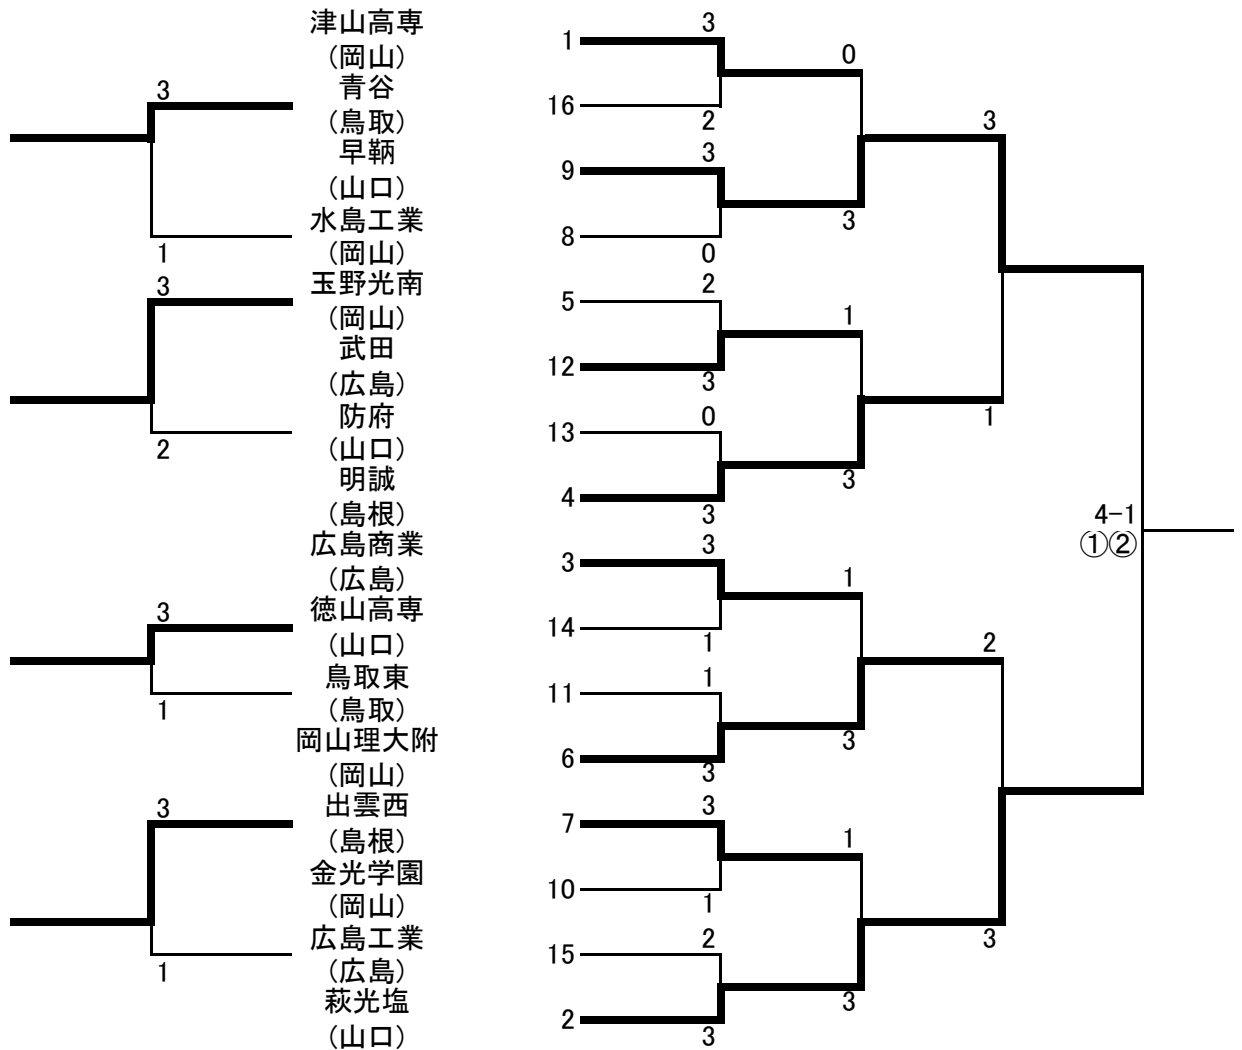 津山高専 3
1
(岡山) 0
3 青谷
16
(鳥取) 2 3
早鞆 3
9
(山口)
水島工業 3
8
1 (岡山) 0
3 玉野光南 2
5
(岡山) 1
武田
12
(広島) 3
防府 0 1
13
2 (山口)
明誠 3
4
(島根) 3 4-1
広島商業 3 ①②
3
(広島) 1
3 徳山高専
14
(山口) 1 2
鳥取東 1
11
1 (鳥取)
岡山理大附 3
6
(岡山) 3
3 出雲西 3
7
(島根) 1
金光学園
10
(岡山) 1
広島工業 2 3
15
1 (広島)
萩光塩 3
2
(山口) 3